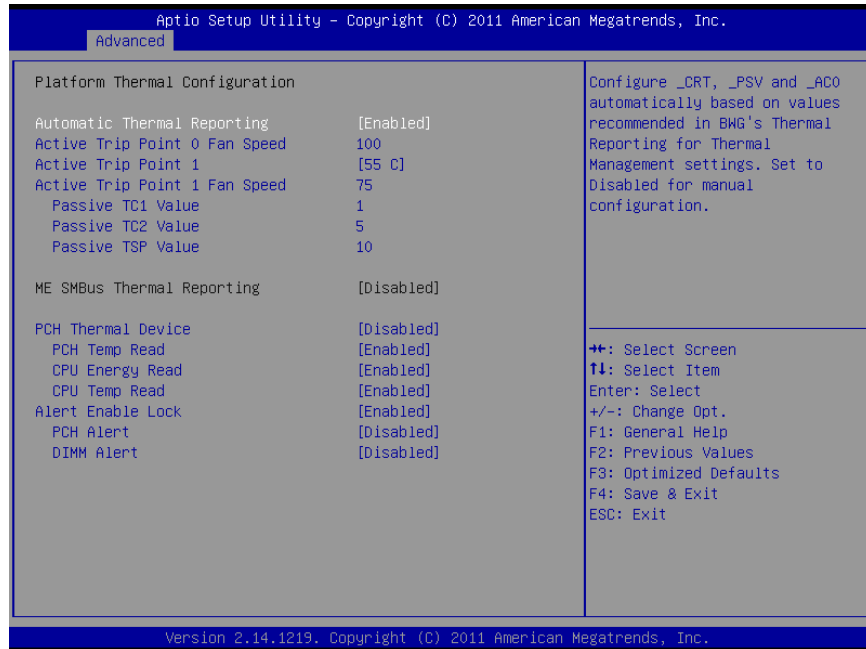 Aptio Setup Utility – Copyright (C) 2011 American Megatrends, Inc.
Advanced
Platform Thermal Configuration
Automatic Thermal Reporting [Enabled]
Active Trip Point 0 Fan Speed 100
Active Trip Point 1 [55 C]
Active Trip Point 1 Fan Speed 75
Passive TC1 Value 1
Passive TC2 Value 5
Passive TSP Value 10
ME SMBus Thermal Reporting [Disabled]
PCH Thermal Device [Disabled]
PCH Temp Read [Enabled]
CPU Energy Read [Enabled]
CPU Temp Read [Enabled]
Alert Enable Lock [Enabled]
PCH Alert [Disabled]
DIMM Alert [Disabled]
Configure _CRT, _PSV and _AC0
automatically based on values
recommended in BWG's Thermal
Reporting for Thermal
Management settings. Set to
Disabled for manual
configuration.
→←: Select Screen
↑↓: Select Item
Enter: Select
+/-: Change Opt.
F1: General Help
F2: Previous Values
F3: Optimized Defaults
F4: Save & Exit
ESC: Exit
Version 2.14.1219. Copyright (C) 2011 American Megatrends, Inc.